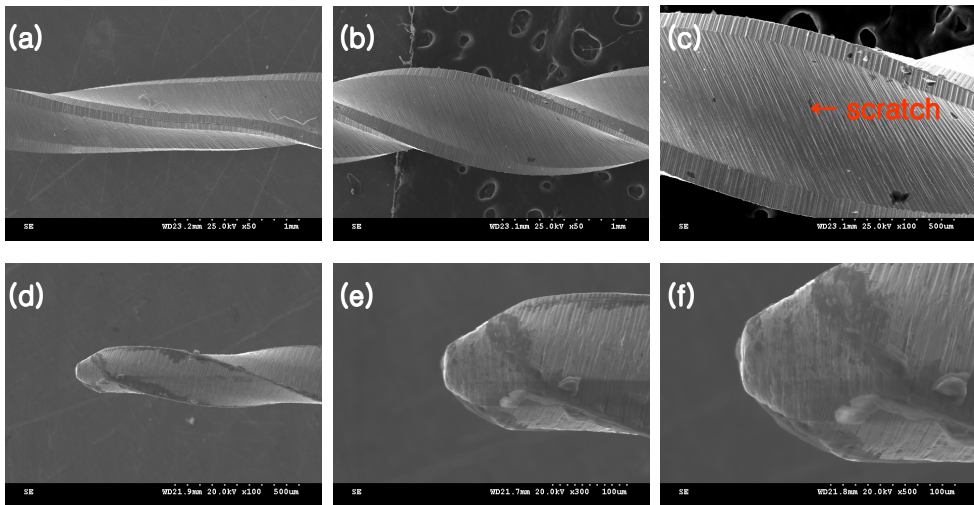 (a)
SE WD23.2mm 25.0kV x50 1mm
(b)
SE WD23.1mm 25.0kV x50 1mm
(c)
scratch
SE WD23.1mm 25.0kV x100 500um
(d)
SE WD21.9mm 20.0kV x100 500um
(e)
SE WD21.7mm 20.0kV x300 100um
(f)
SE WD21.8mm 20.0kV x500 100um